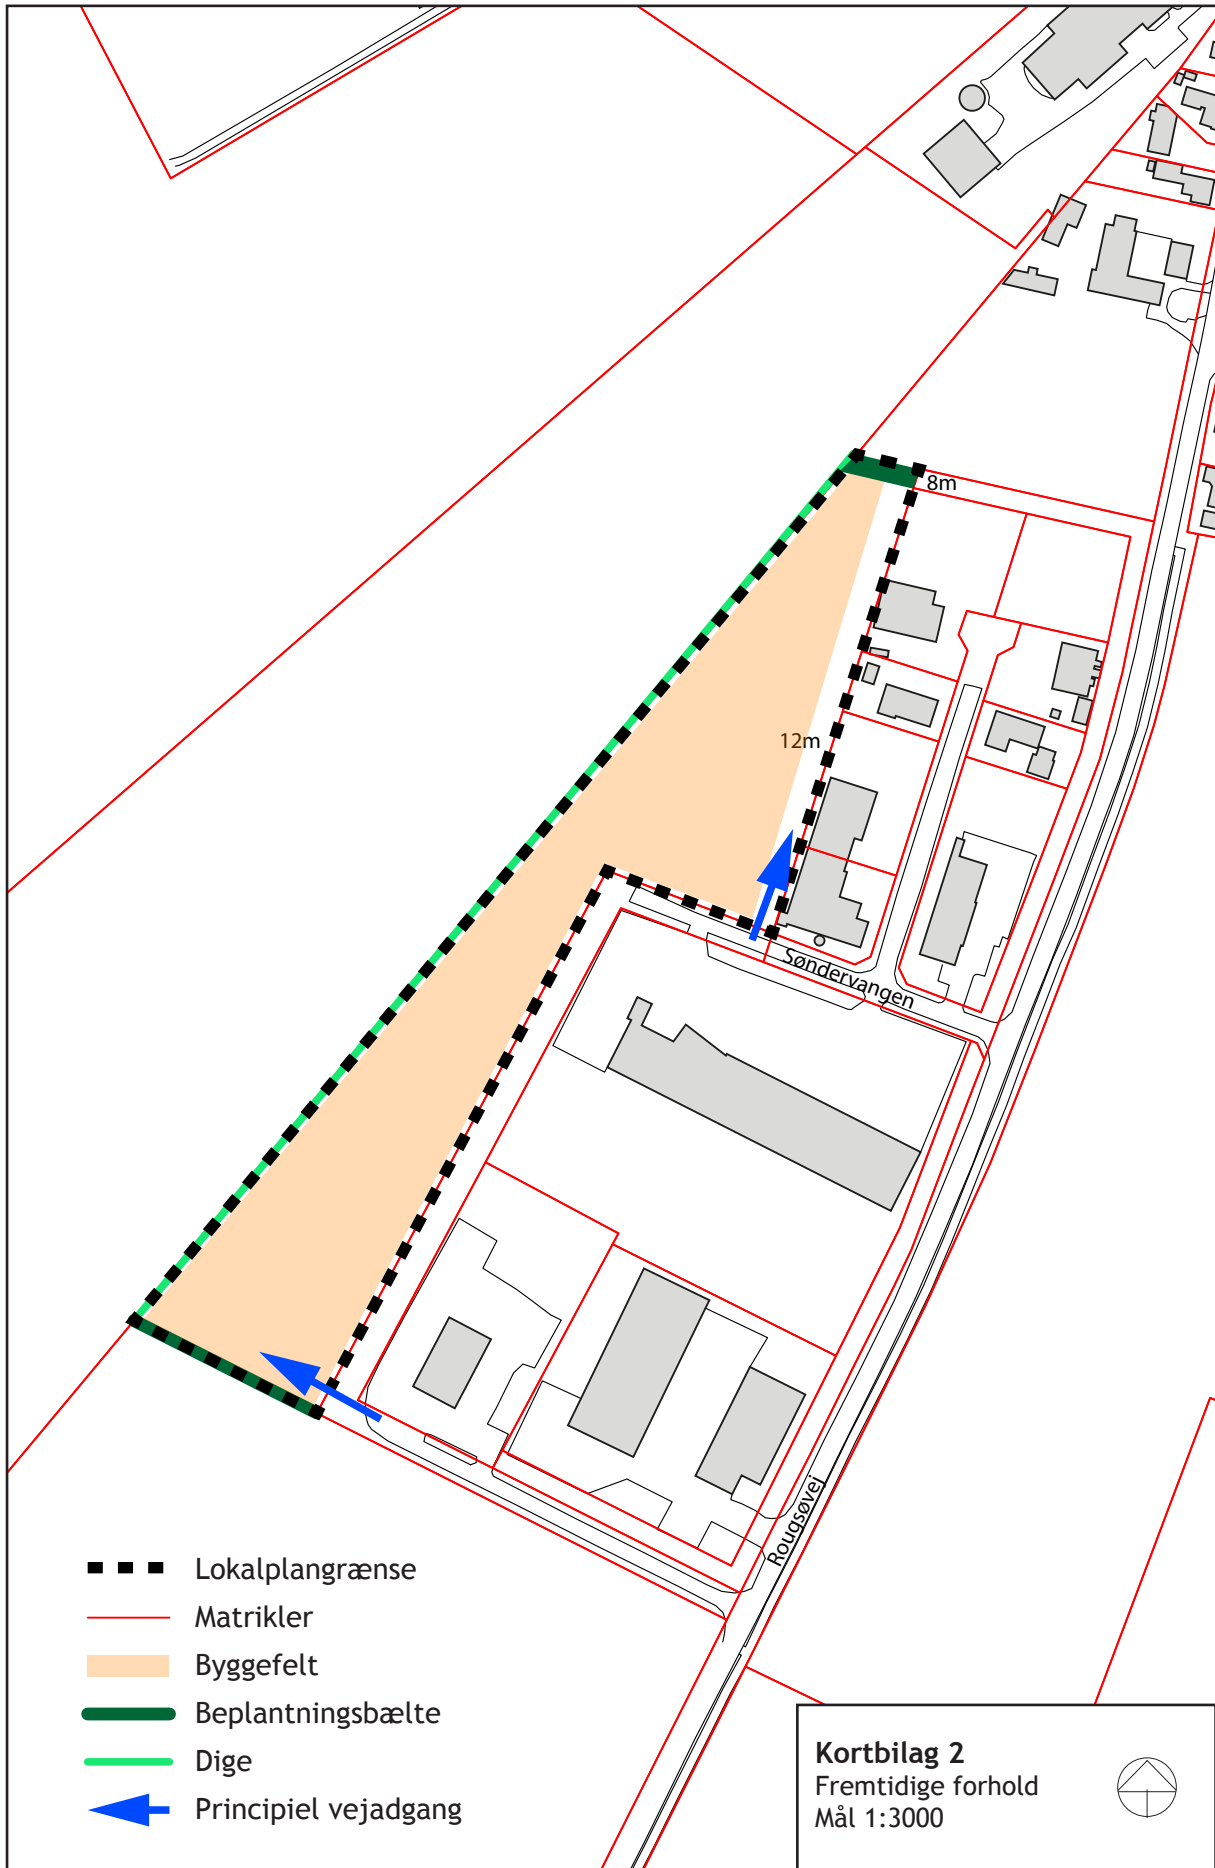 8m
12m
Søndervangen
Rougsøvej
Lokalplangrænse
Matrikler
Byggefelt
Beplantningsbælte
Dige
Principiel vejadgang
Kortbilag 2
Fremtidige forhold
Mål 1:3000